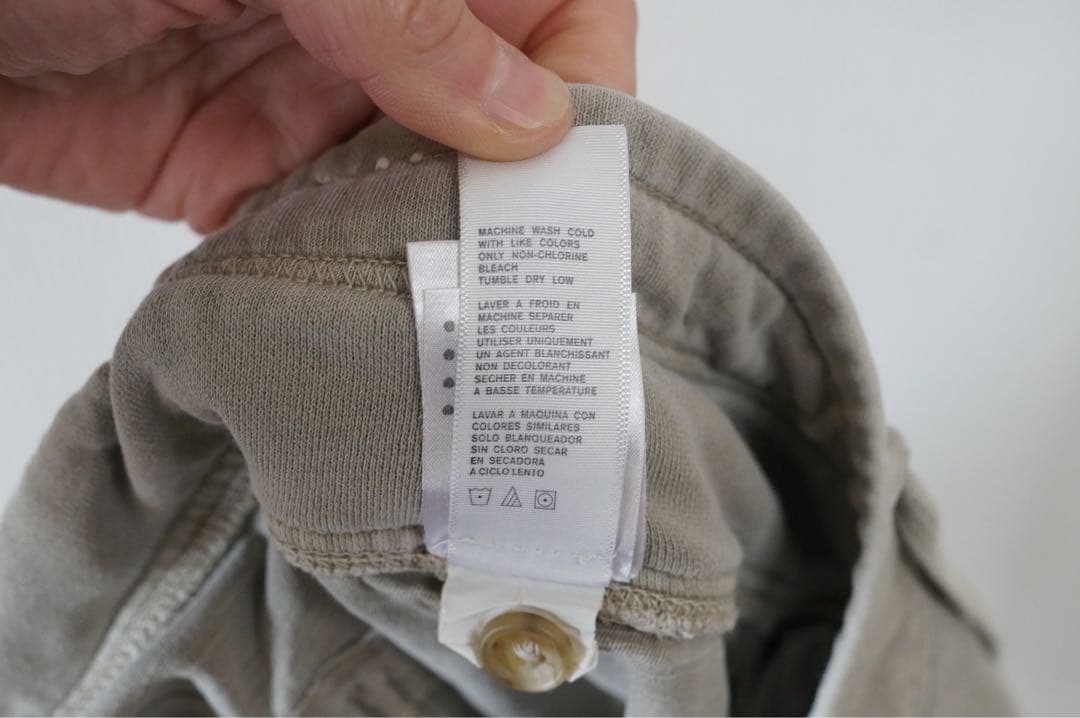 MACHINE WASH COLD
WITH LIKE COLORS
ONLY NON-CHLORINE
BLEACH
TUMBLE DRY LOW
LAVER A FROID EN
MACHINE SEPARER
LES COULEURS
UTILISER UNIQUEMENT
UN AGENT BLANCHISSANT
NON DECOLORANT
SECHER EN MACHINE
A BASSE TEMPERATURE
LAVAR A MAQUINA CON
COLORES SIMILARES
SOLO BLANQUEADOR
SIN CLORO SECAR
EN SECADORA
A CICLO LENTO